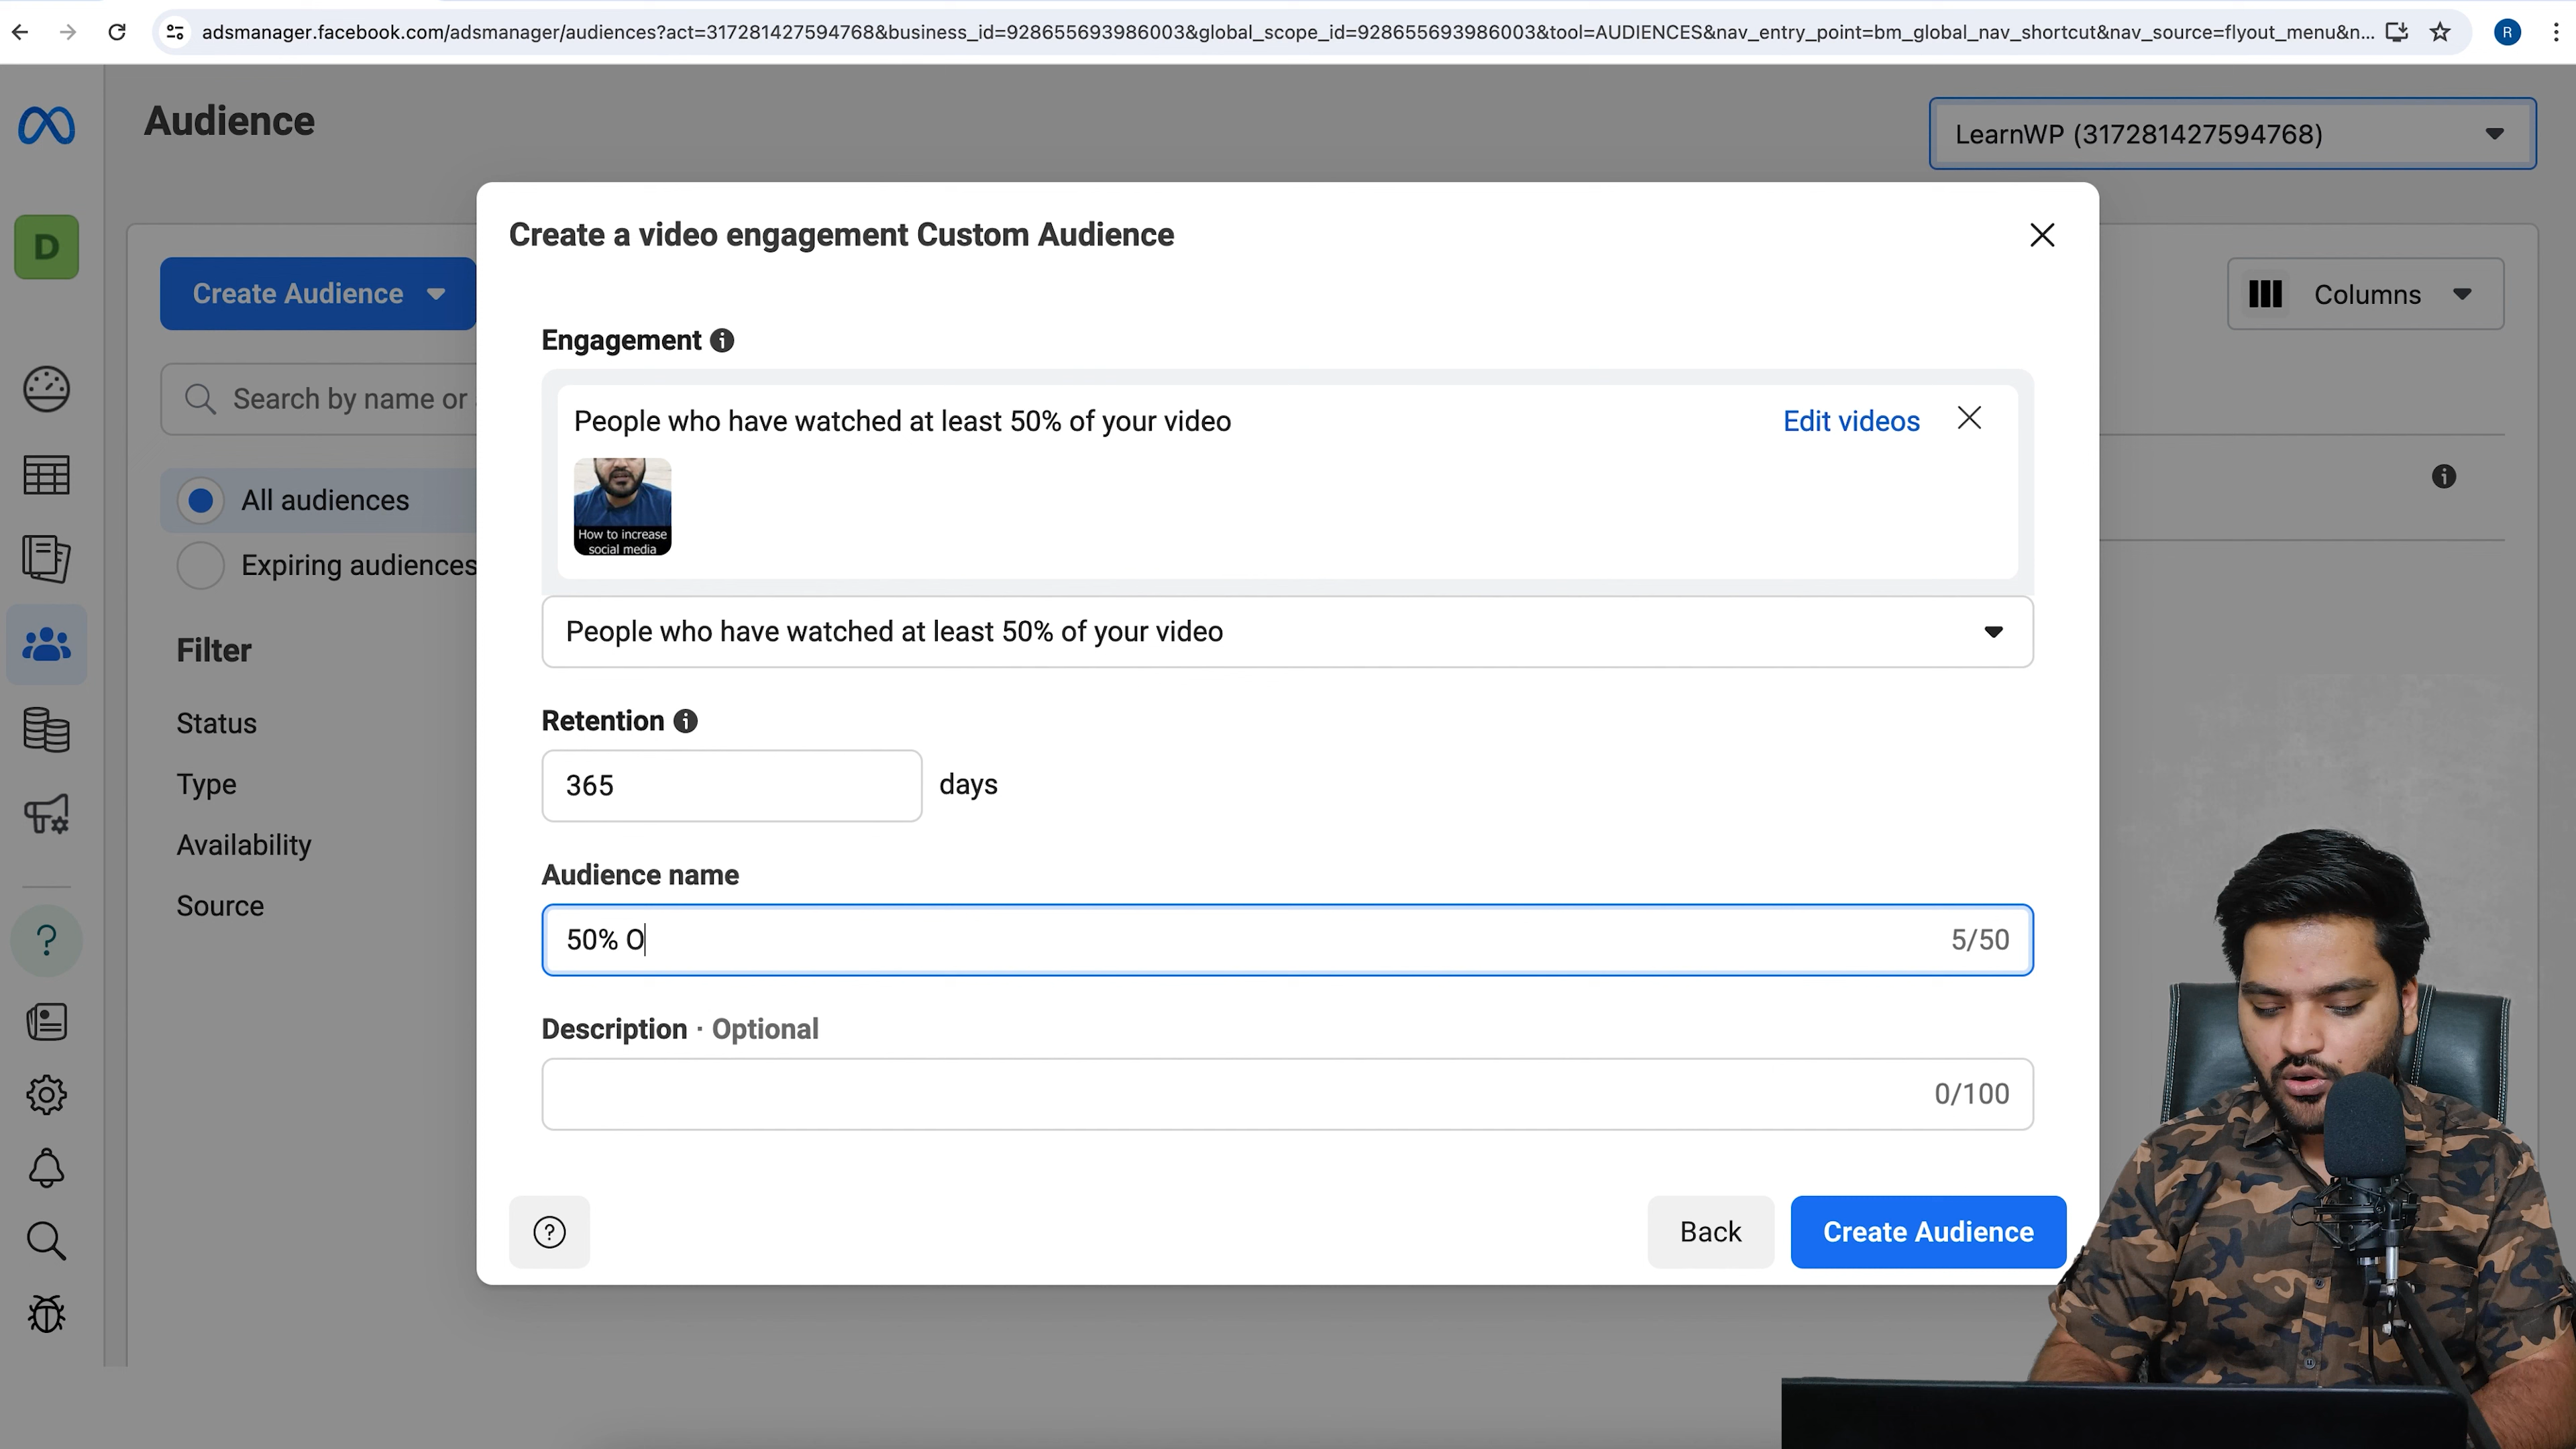 adsmanager.facebook.com/adsmanager/audiences?act=317281427594768&business_id=928655693986003&global_scope_id=928655693986003&tool=AUDIENCES&nav_entry_point=bm_global_nav_shortcut&nav_source=flyout_menu&n...
R
Audience
LearnWP (317281427594768)
D
Create Audience
Columns
Search by name or
All audiences
Expiring audiences
Filter
Status
Type
Availability
Source
Create a video engagement Custom Audience
Engagement
People who have watched at least 50% of your video
Edit videos
How to increase
social media
People who have watched at least 50% of your video
Retention
365
days
Audience name
50% O
5/50
Description · Optional
0/100
?
Back
Create Audience
?